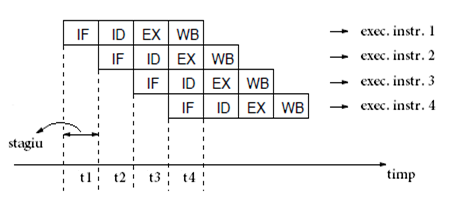 IF ID EX WB exec. instr. 1
IF ID EX WB exec. instr. 2
IF ID EX WB exec. instr. 3
IF ID EX WB exec. instr. 4
stagiu
t1 t2 t3 t4 timp